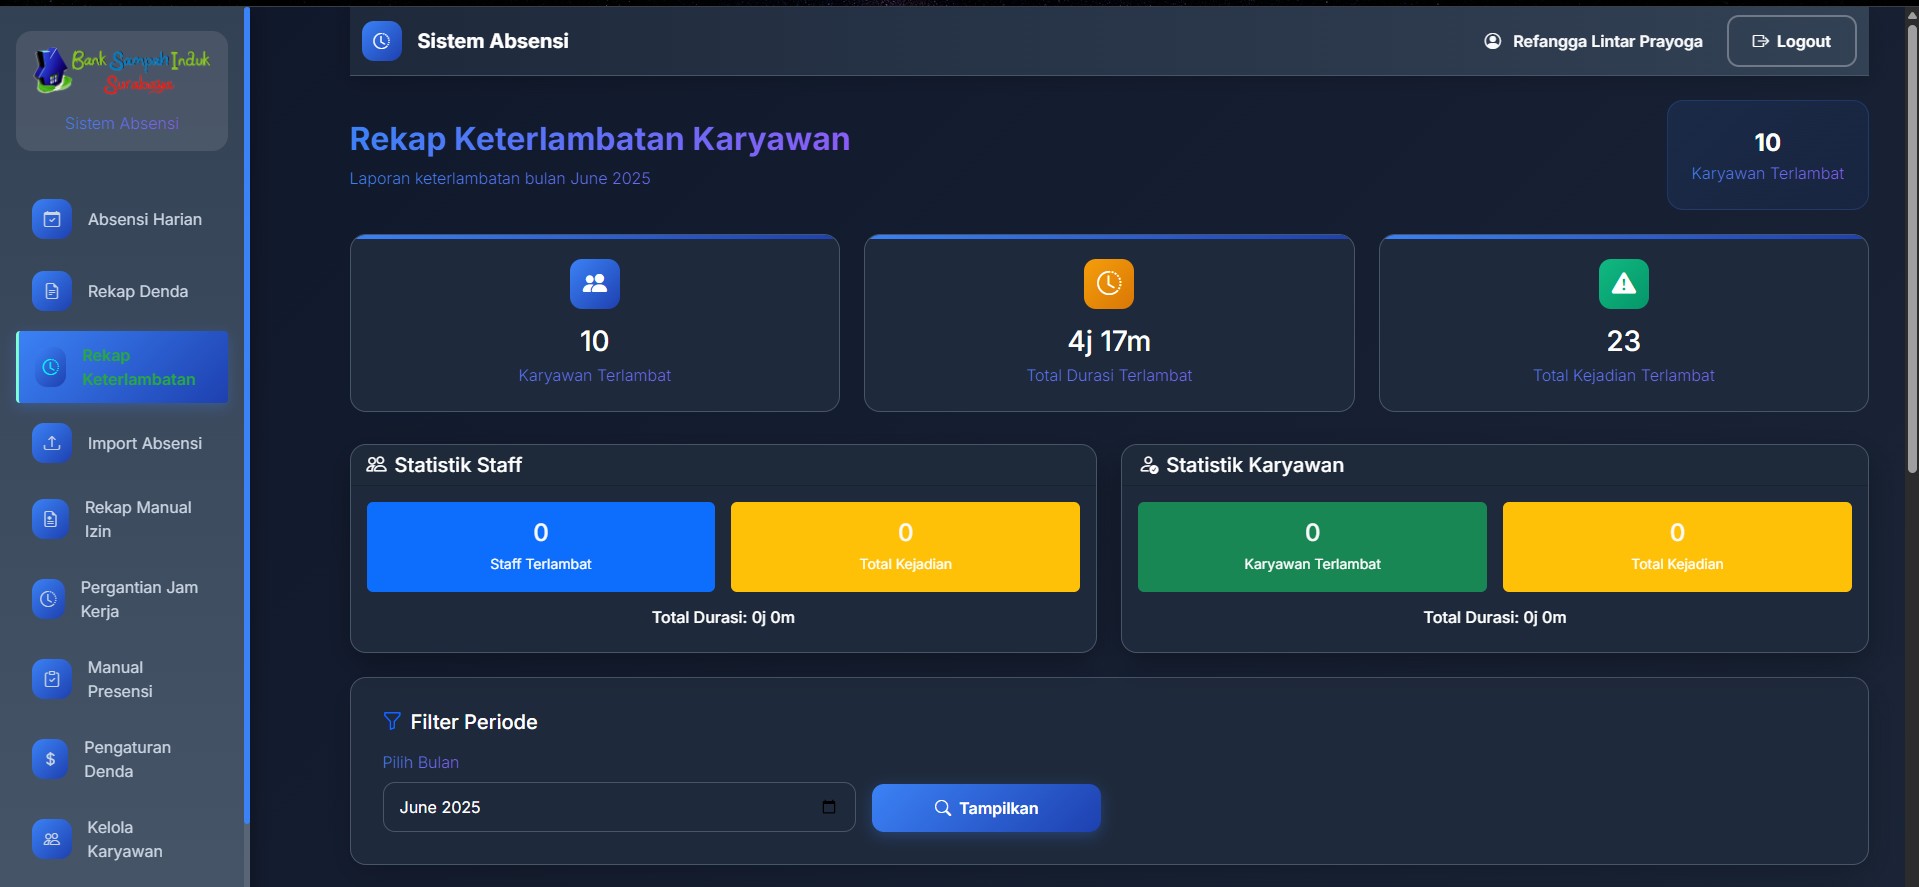 Bank Sampah Induk
Surabaya
Sistem Absensi
Absensi Harian
Rekap Denda
Rekap
Keterlambatan
Import Absensi
Rekap Manual
Izin
Pergantian Jam
Kerja
Manual
Presensi
Pengaturan
Denda
Kelola
Karyawan
Sistem Absensi
Refangga Lintar Prayoga
Logout
Rekap Keterlambatan Karyawan
Laporan keterlambatan bulan June 2025
10
Karyawan Terlambat
10
Karyawan Terlambat
4j 17m
Total Durasi Terlambat
23
Total Kejadian Terlambat
Statistik Staff
0
Staff Terlambat
0
Total Kejadian
Total Durasi: 0j 0m
Statistik Karyawan
0
Karyawan Terlambat
0
Total Kejadian
Total Durasi: 0j 0m
Filter Periode
Pilih Bulan
June 2025
Tampilkan